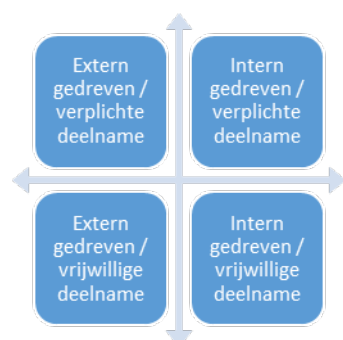 Extern
gedreven /
verplichte
deelname
Intern
gedreven /
verplichte
deelname
Extern
gedreven /
vrijwillige
deelname
Intern
gedreven /
vrijwillige
deelname